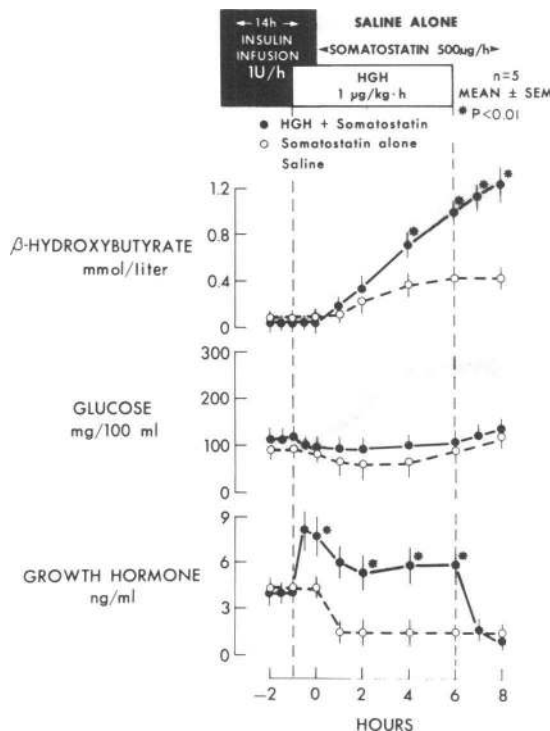 14h
INSULIN
INFUSION
1U/h
SALINE ALONE
SOMATOSTATIN 500µg/h
HGH
1 µg/kg·h
n=5
MEAN ± SEM
* P<0.01
● HGH + Somatostatin
○ Somatostatin alone
Saline
β-HYDROXYBUTYRATE
mmol/liter
1.2
0.8
0.4
0
GLUCOSE
mg/100 ml
300
200
100
0
GROWTH HORMONE
ng/ml
9
6
3
0
-2 0 2 4 6 8
HOURS